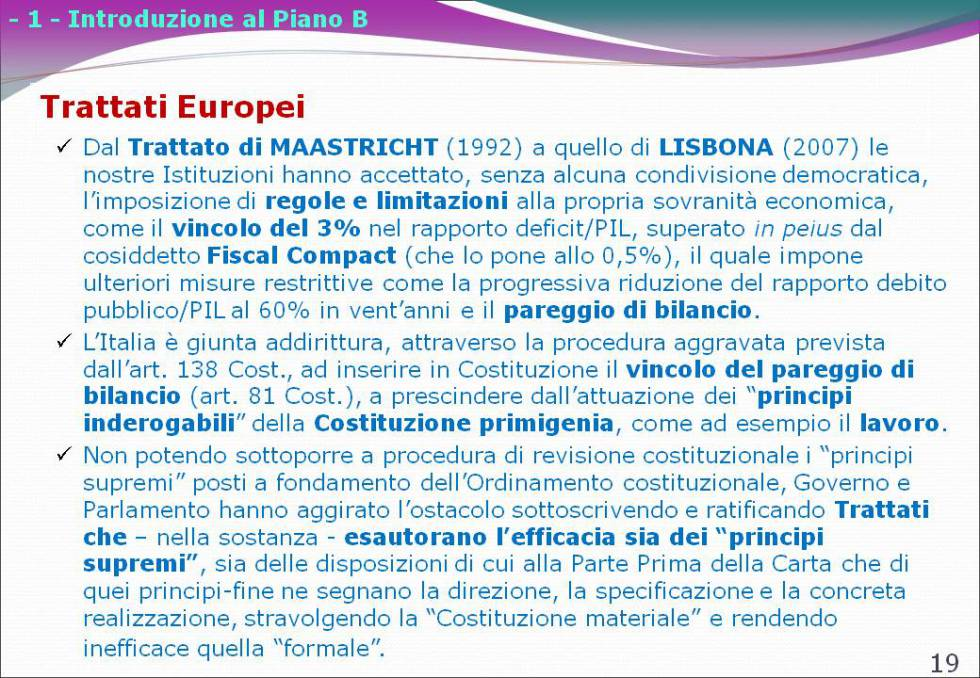 - 1 - Introduzione al Piano B
Trattati Europei
✓ Dal Trattato di MAASTRICHT (1992) a quello di LISBONA (2007) le
nostre Istituzioni hanno accettato, senza alcuna condivisione democratica,
l’imposizione di regole e limitazioni alla propria sovranità economica,
come il vincolo del 3% nel rapporto deficit/PIL, superato in peius dal
cosiddetto Fiscal Compact (che lo pone allo 0,5%), il quale impone
ulteriori misure restrittive come la progressiva riduzione del rapporto debito
pubblico/PIL al 60% in vent’anni e il pareggio di bilancio.
✓ L’Italia è giunta addirittura, attraverso la procedura aggravata prevista
dall’art. 138 Cost., ad inserire in Costituzione il vincolo del pareggio di
bilancio (art. 81 Cost.), a prescindere dall’attuazione dei “principi
inderogabili” della Costituzione primigenia, come ad esempio il lavoro.
✓ Non potendo sottoporre a procedura di revisione costituzionale i “principi
supremi” posti a fondamento dell’Ordinamento costituzionale, Governo e
Parlamento hanno aggirato l’ostacolo sottoscrivendo e ratificando Trattati
che – nella sostanza - esautorano l’efficacia sia dei “principi
supremi”, sia delle disposizioni di cui alla Parte Prima della Carta che di
quei principi-fine ne segnano la direzione, la specificazione e la concreta
realizzazione, stravolgendo la “Costituzione materiale” e rendendo
inefficace quella “formale”.
19